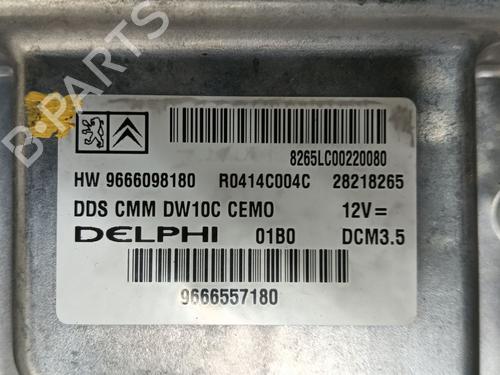 B-PARTS
8265LC00220080
HW 9666098180 R0414C004C 28218265
DDS CMM DW10C CEMO 12V=
DELPHI 01B0 DCM3.5
9666557180